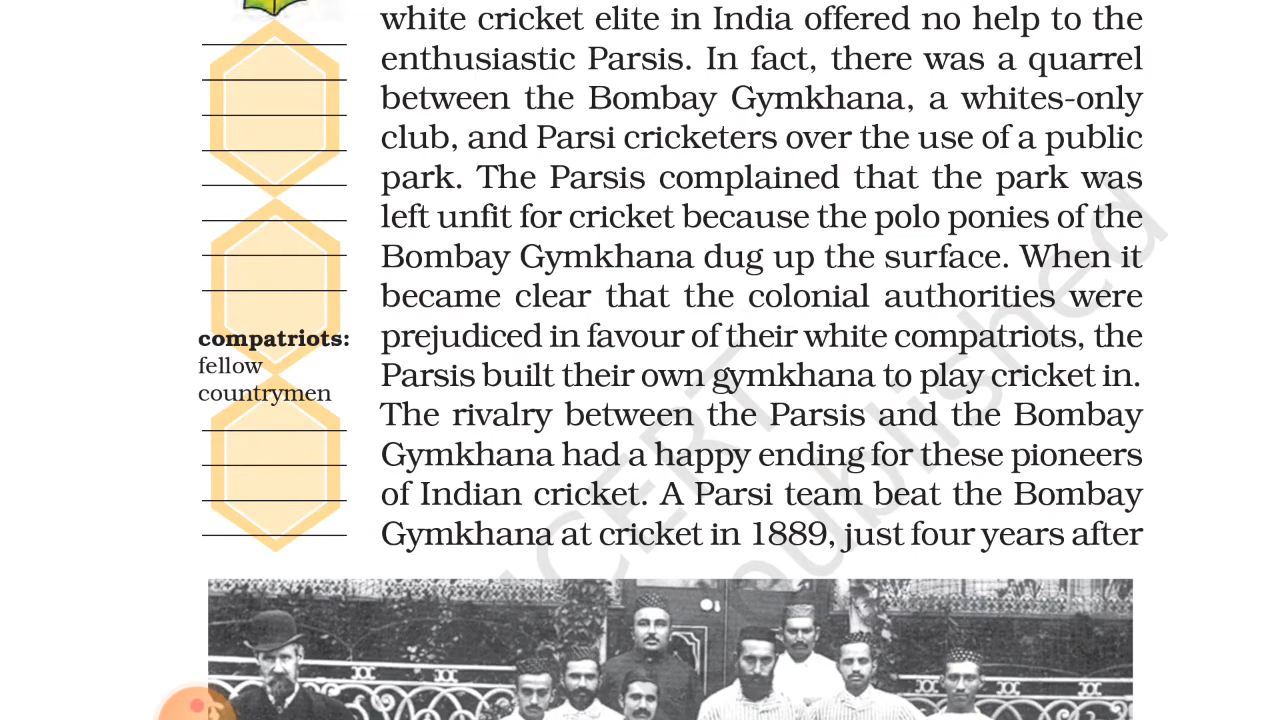 white cricket elite in India offered no help to the
enthusiastic Parsis. In fact, there was a quarrel
between the Bombay Gymkhana, a whites-only
club, and Parsi cricketers over the use of a public
park. The Parsis complained that the park was
left unfit for cricket because the polo ponies of the
Bombay Gymkhana dug up the surface. When it
became clear that the colonial authorities were
prejudiced in favour of their white compatriots, the
Parsis built their own gymkhana to play cricket in.
The rivalry between the Parsis and the Bombay
Gymkhana had a happy ending for these pioneers
of Indian cricket. A Parsi team beat the Bombay
Gymkhana at cricket in 1889, just four years after
compatriots:
fellow
countrymen
NCERT
republished